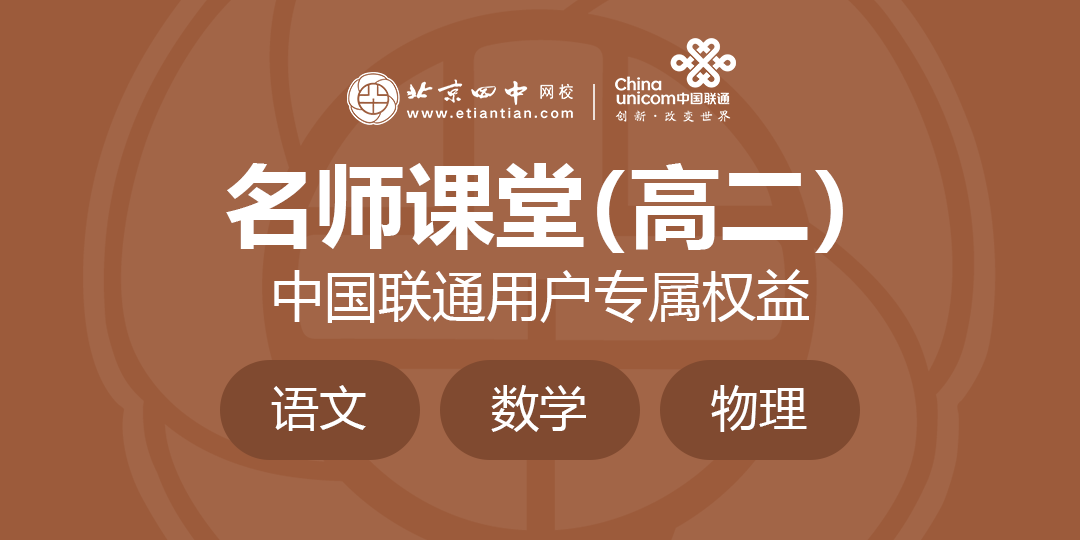 北京四中网校
www.etiantian.com
China
unicom中国联通
创新·改变世界
名师课堂(高二)
中国联通用户专属权益
语文 数学 物理